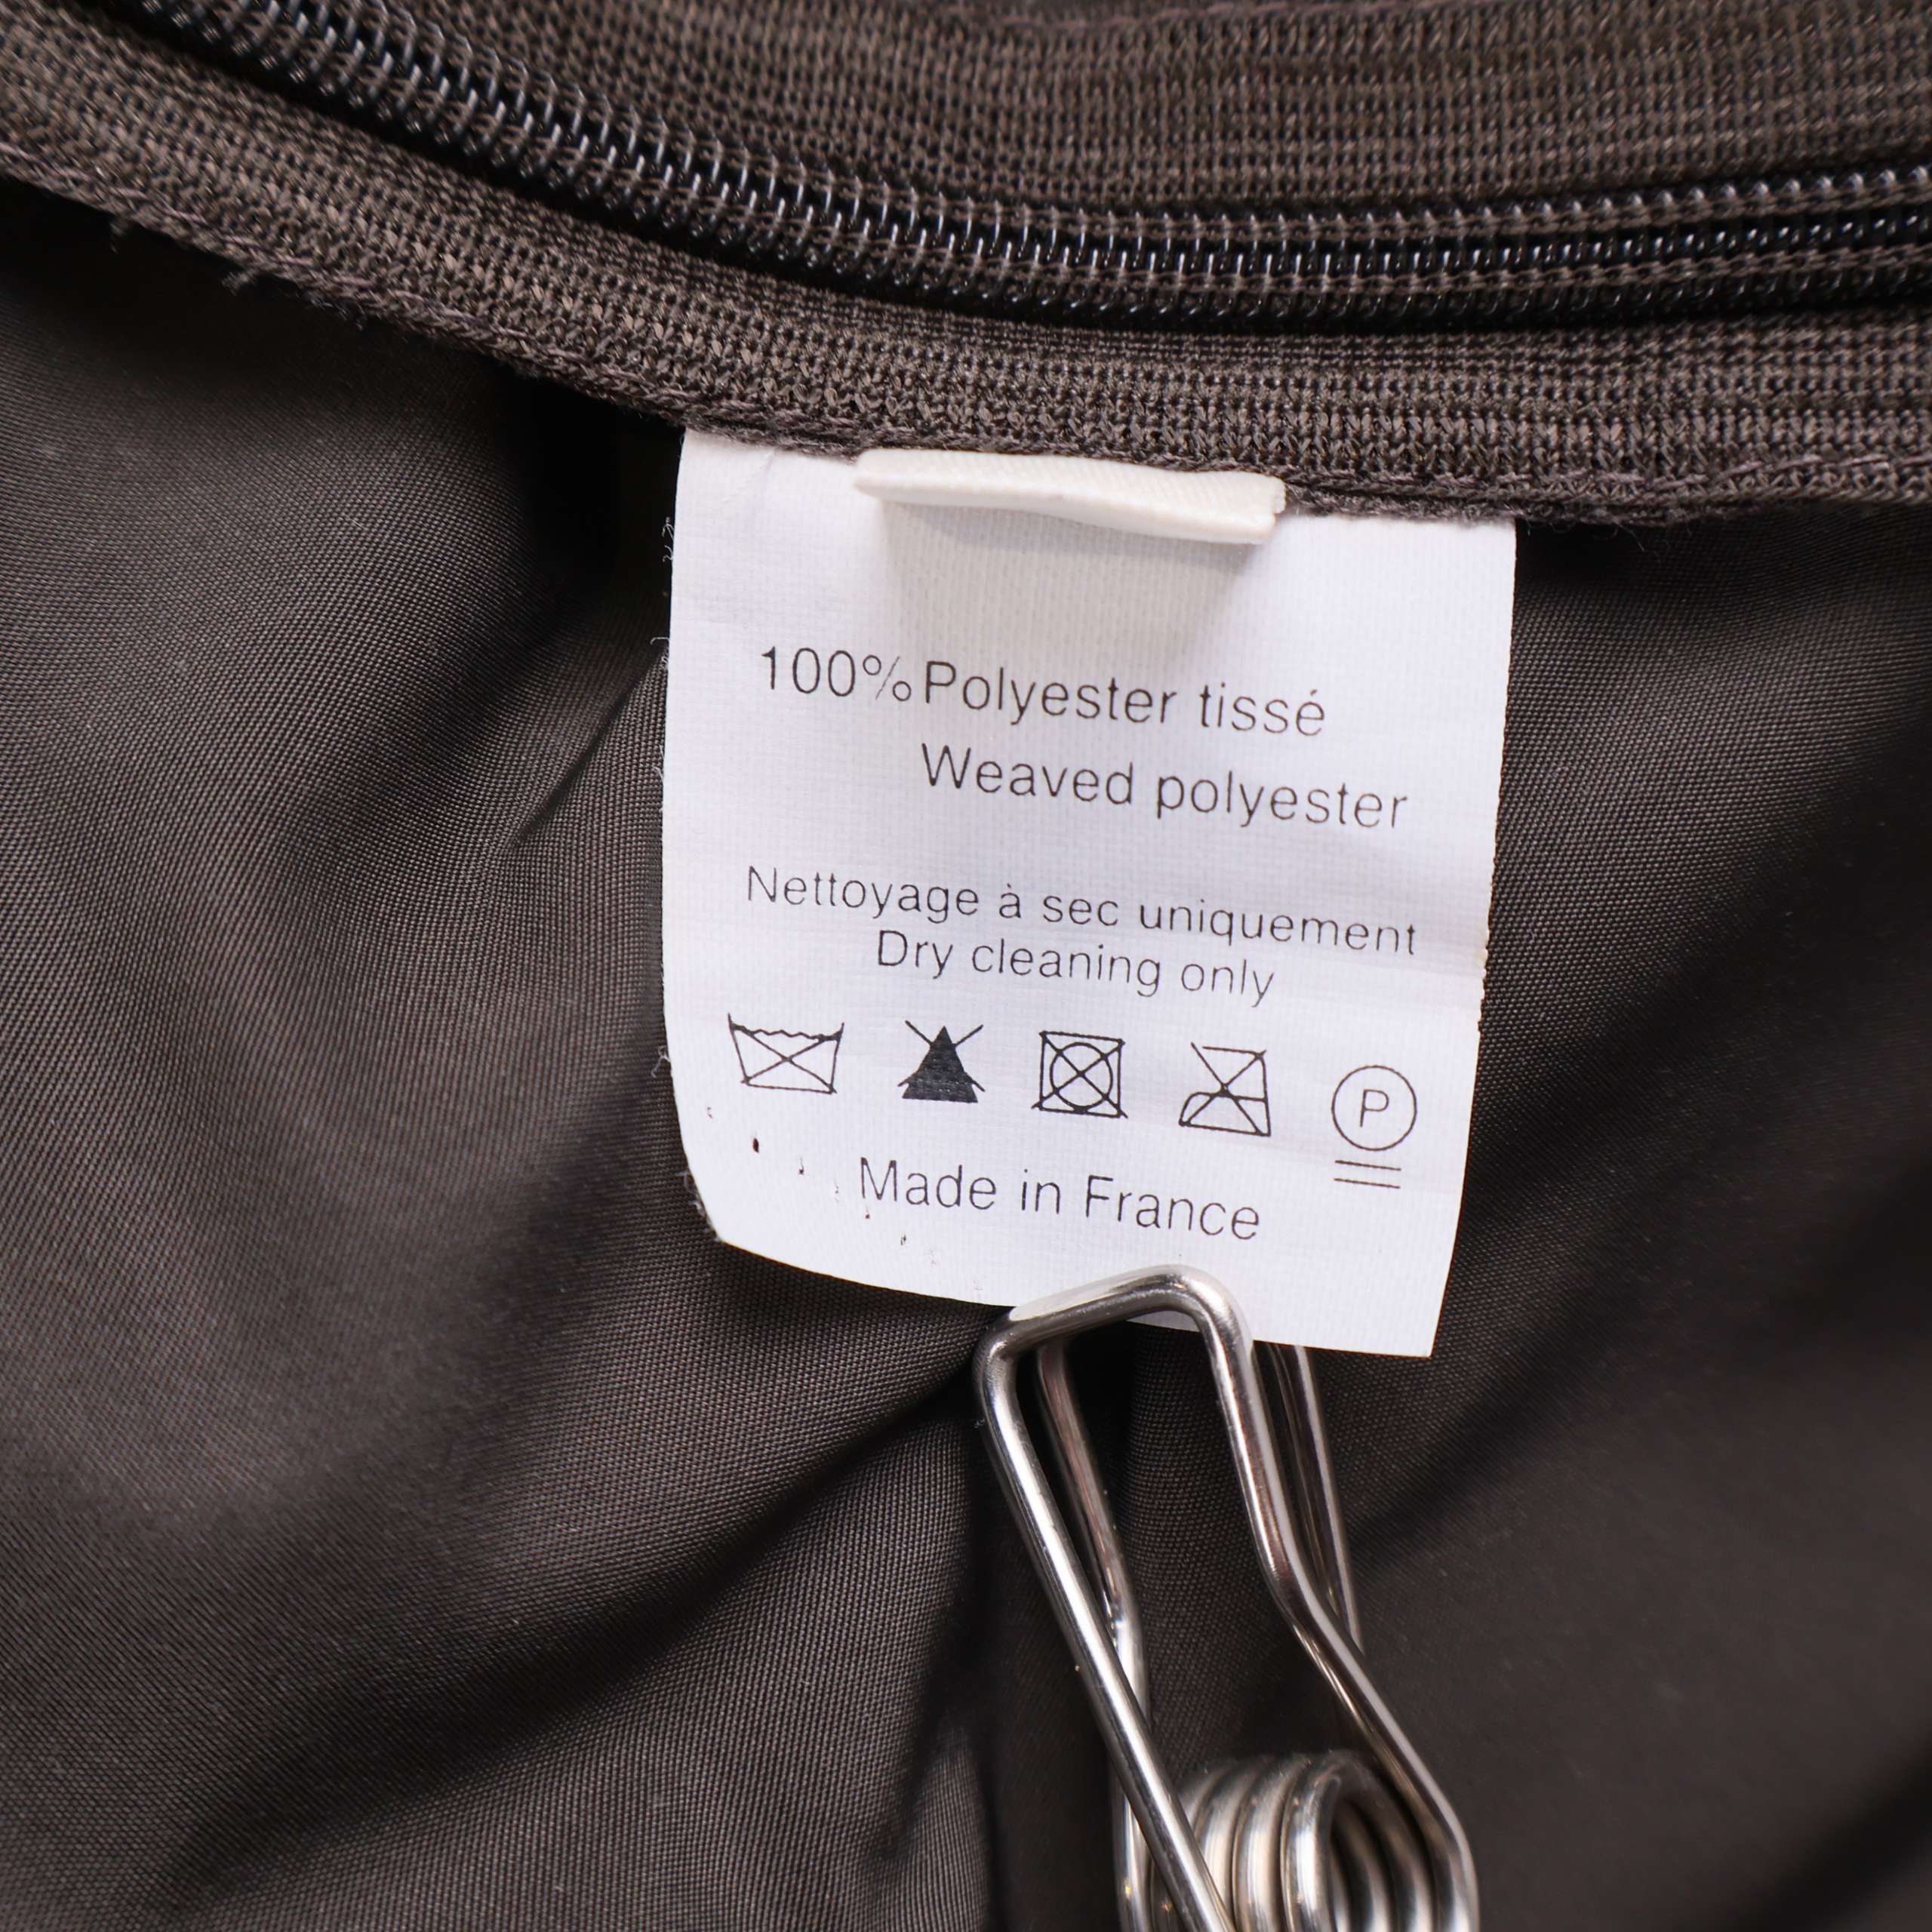 100% Polyester tissé
Weaved polyester
Nettoyage à sec uniquement
Dry cleaning only
P
Made in France